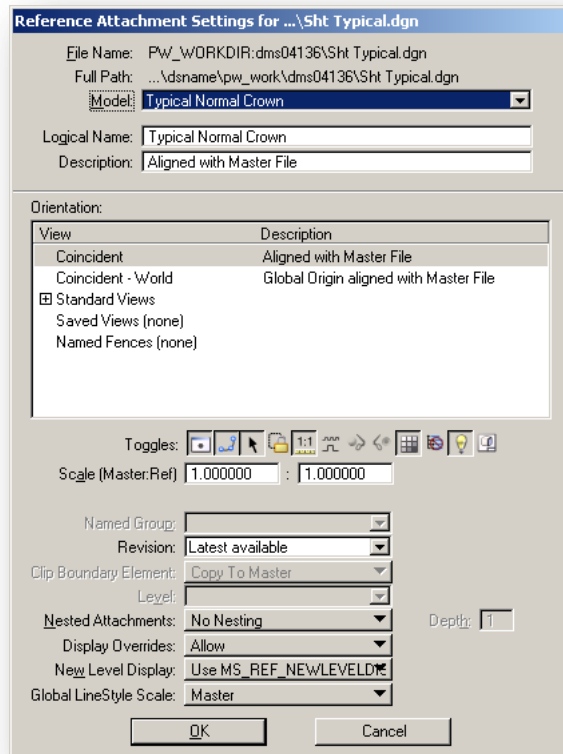 Reference Attachment Settings for ...\Sht Typical.dgn
File Name: PW_WORKDIR:dms04136\Sht Typical.dgn
Full Path: ...\dsname\pw_work\dms04136\Sht Typical.dgn
Model: Typical Normal Crown
Logical Name: Typical Normal Crown
Description: Aligned with Master File
Orientation:
View Description
Coincident Aligned with Master File
Coincident - World Global Origin aligned with Master File
Standard Views
Saved Views (none)
Named Fences (none)
Toggles: 1:1
Scale (Master:Ref) 1.000000 : 1.000000
Named Group:
Revision: Latest available
Clip Boundary Element: Copy To Master
Level:
Nested Attachments: No Nesting Depth: 1
Display Overrides: Allow
New Level Display: Use MS_REF_NEWLEVELDI
Global LineStyle Scale: Master
OK Cancel